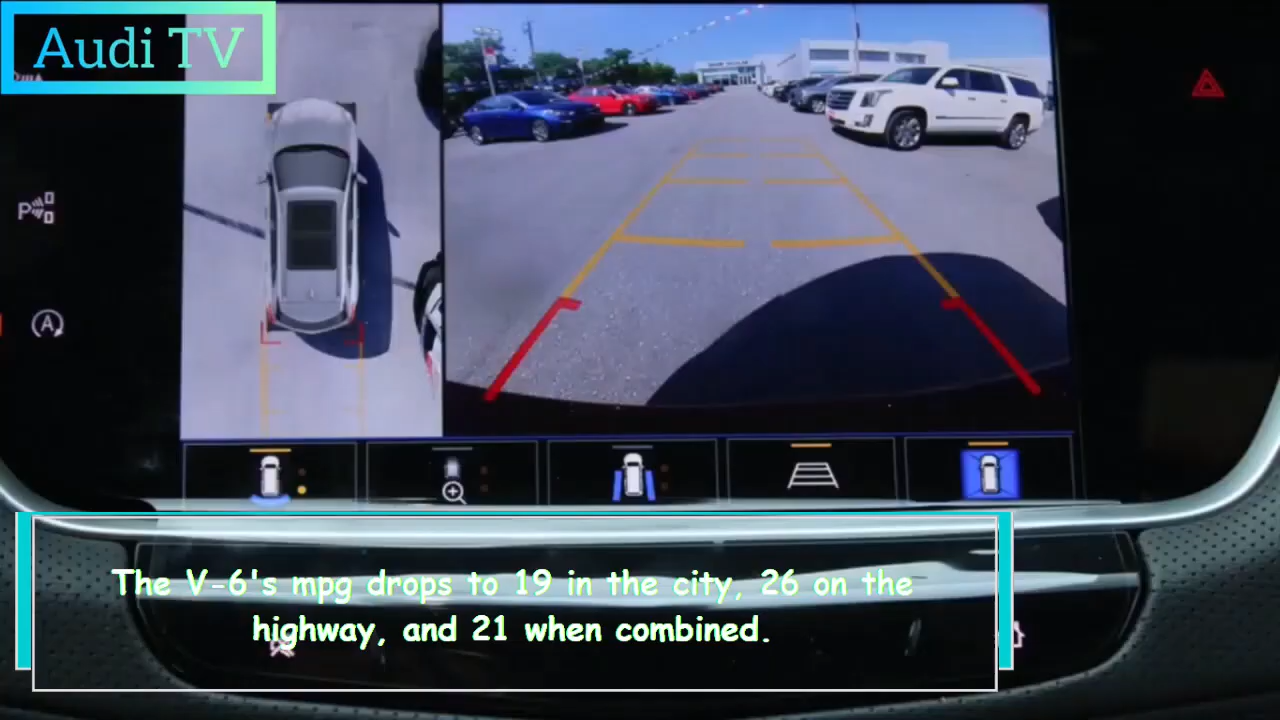 Audi TV
P
A
The V-6's mpg drops to 19 in the city, 26 on the
highway, and 21 when combined.